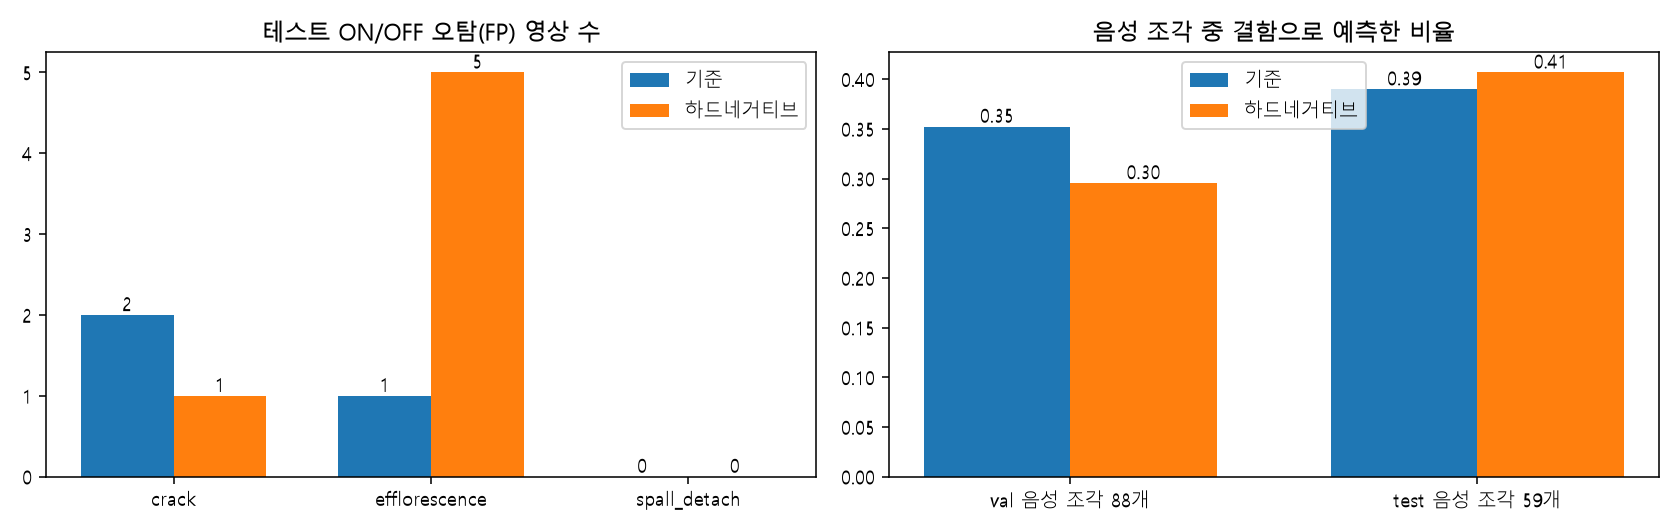 테스트 ON/OFF 오탐(FP) 영상 수
5
4
3
2
1
0
기준
하드네거티브
2
1
1
5
0
0
crack
efflorescence
spall_detach
음성 조각 중 결함으로 예측한 비율
0.40
0.35
0.30
0.25
0.20
0.15
0.10
0.05
0.00
기준
하드네거티브
0.35
0.30
0.39
0.41
val 음성 조각 88개
test 음성 조각 59개